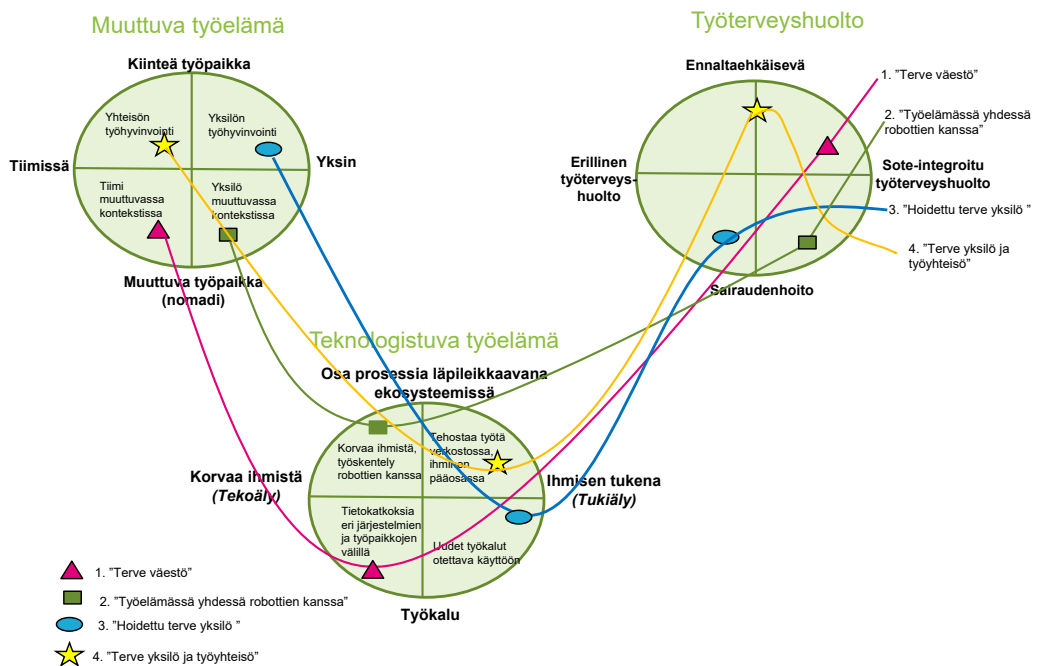 Muuttuva työelämä
Kiinteä työpaikka
Yhteisön
työhyvinvointi
Yksilön
työhyvinvointi
Tiimissä
Yksin
Tiimi
muuttuvassa
kontekstissa
Yksilö
muuttuvassa
kontekstissa
Muuttuva työpaikka
(nomadi)
Työterveyshuolto
Ennaltaehkäisevä
1. ”Terve väestö”
2. ”Työelämässä yhdessä
robottien kanssa”
Erillinen
työterveys-
huolto
Sote-integroitu
työterveyshuolto
3. ”Hoidettu terve yksilö ”
4. ”Terve yksilö ja
työyhteisö”
Sairaudenhoito
Teknologistuva työelämä
Osa prosessia läpileikkaavana
ekosysteemissä
Korvaa ihmistä,
työskentely
robottien kanssa
Tehostaa työtä
verkostossa,
ihminen
pääosassa
Korvaa ihmistä
(Tekoäly)
Ihmisen tukena
(Tukiäly)
Tietokatkoksia
eri järjestelmien
ja työpaikkojen
välillä
Uudet työkalut
otettava käyttöön
Työkalu
1. ”Terve väestö”
2. ”Työelämässä yhdessä robottien kanssa”
3. ”Hoidettu terve yksilö ”
4. ”Terve yksilö ja työyhteisö”